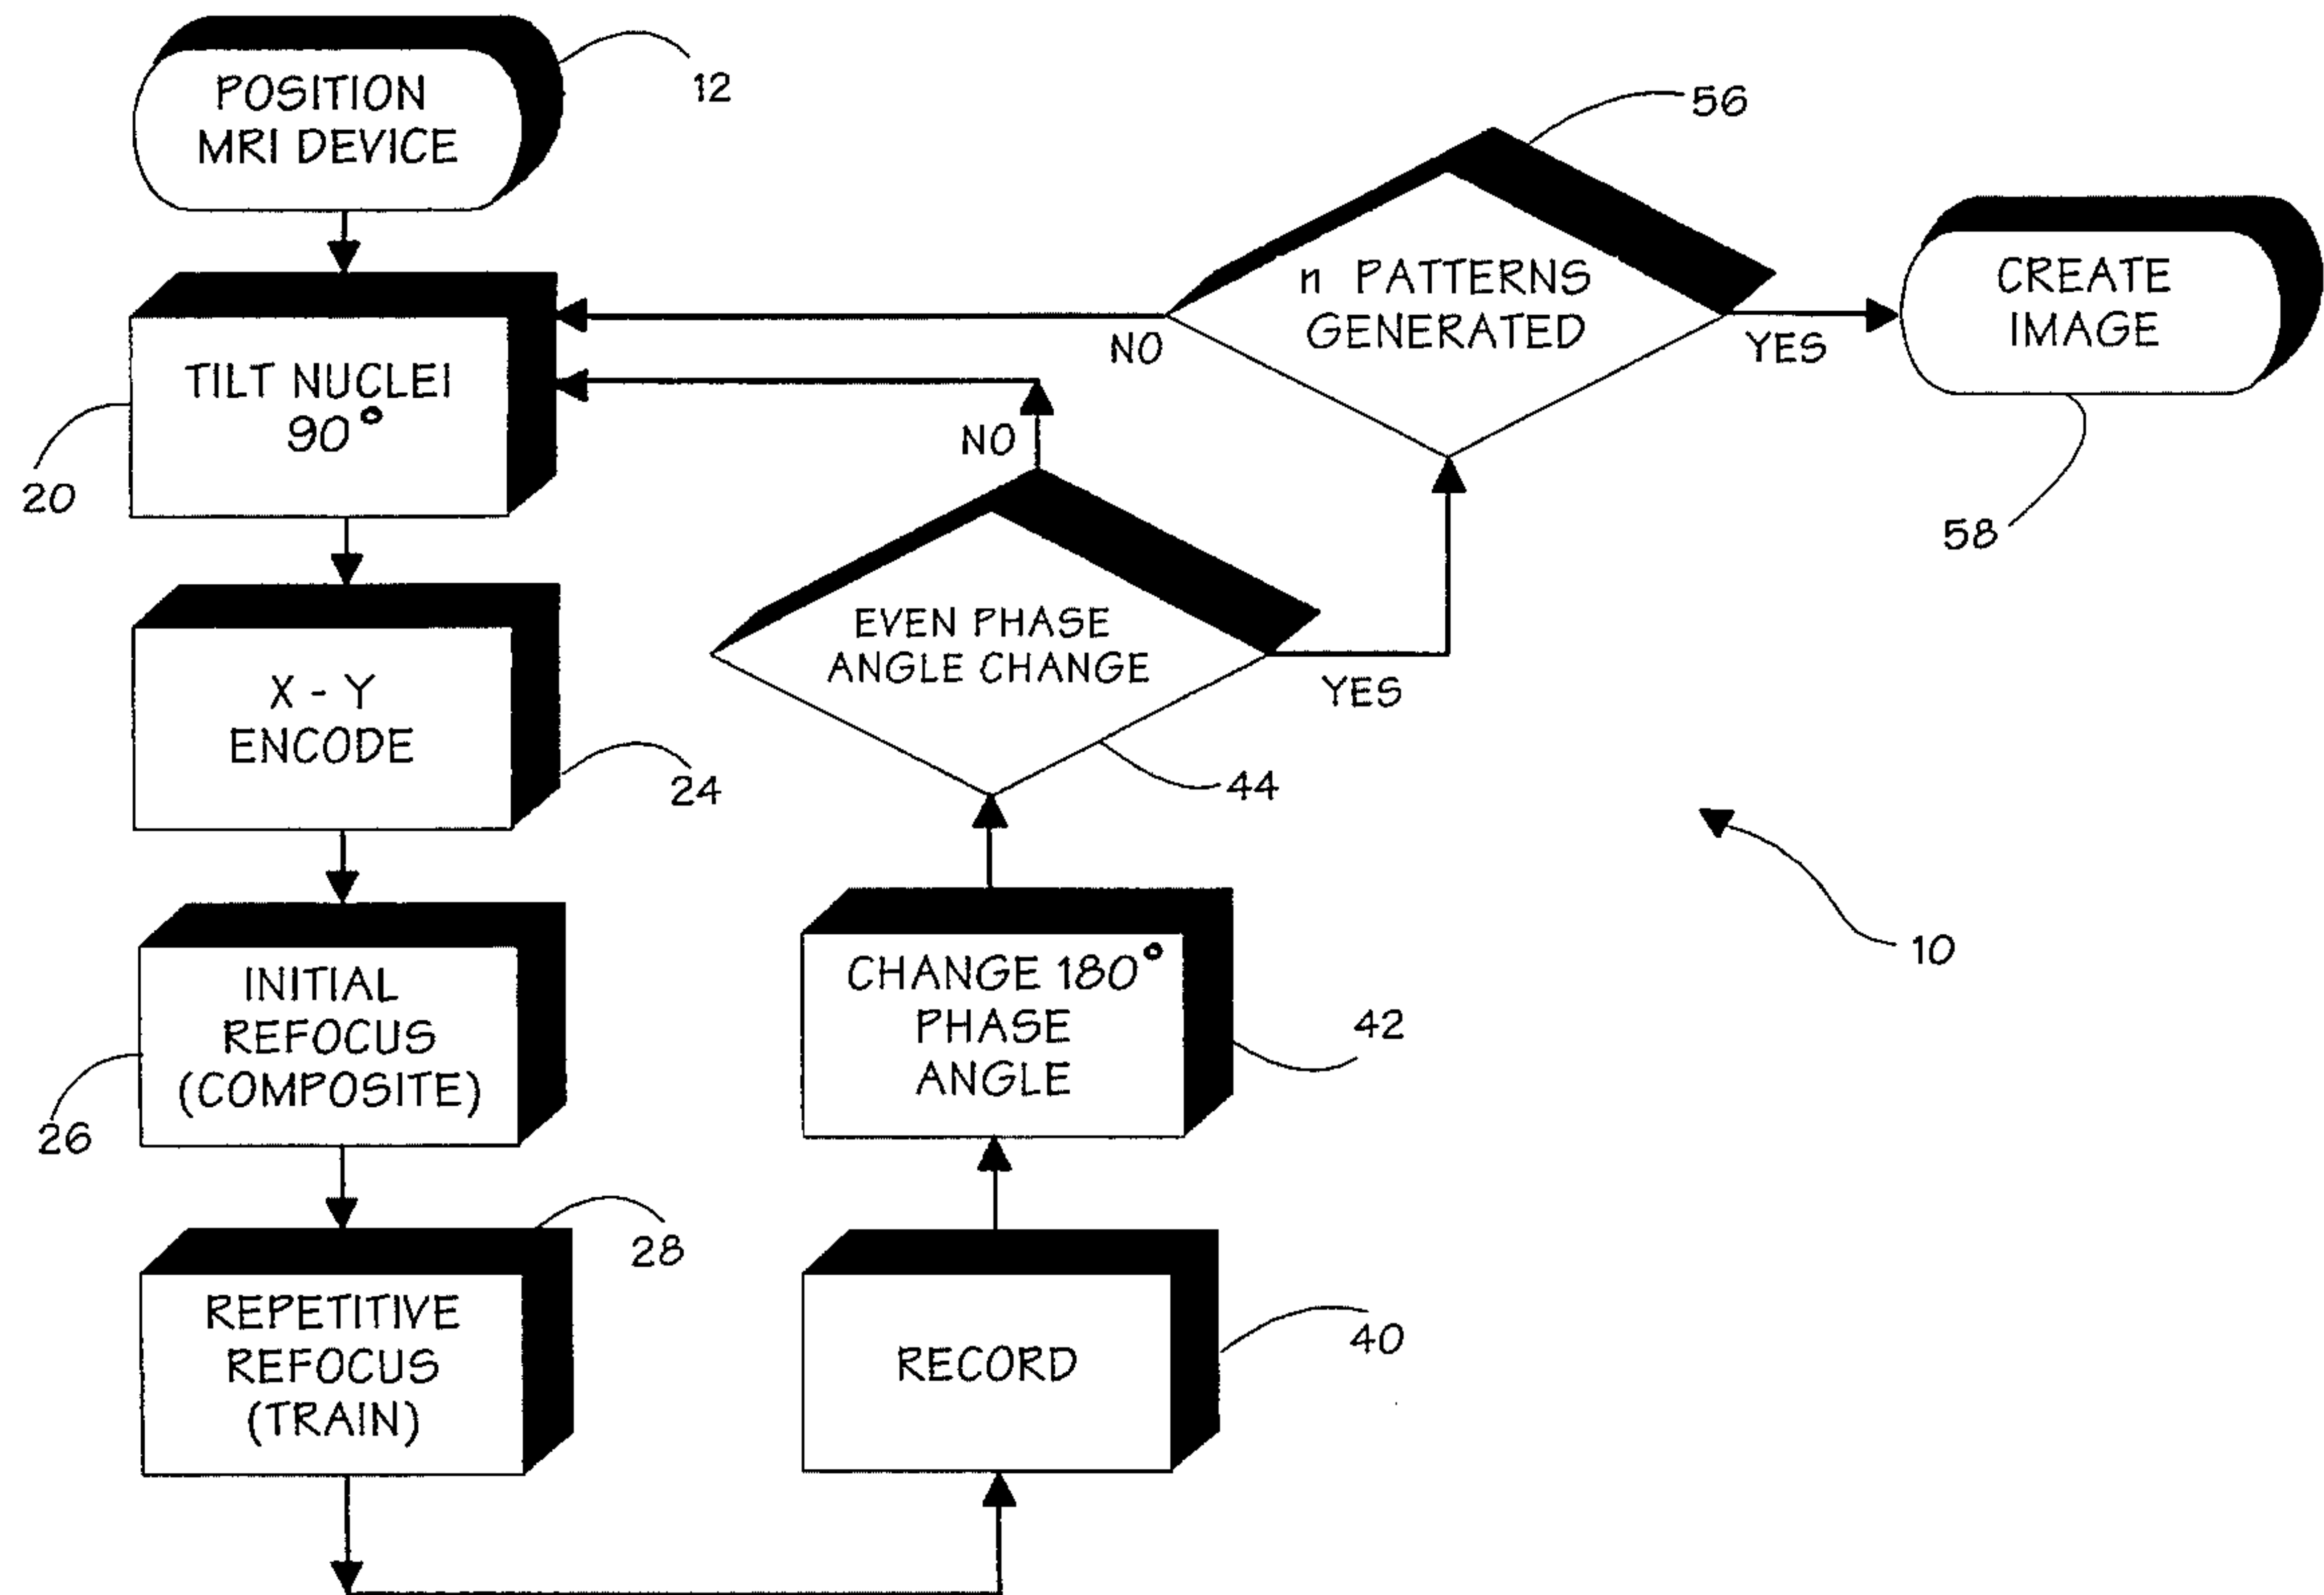 POSITION
MRI DEVICE
12
TILT NUCLEI
90°
20
X - Y
ENCODE
24
INITIAL
REFOCUS
(COMPOSITE)
26
REPETITIVE
REFOCUS
(TRAIN)
28
RECORD
40
CHANGE 180°
PHASE
ANGLE
42
EVEN PHASE
ANGLE CHANGE
44
NO
YES
n PATTERNS
GENERATED
56
NO
YES
CREATE
IMAGE
58
10